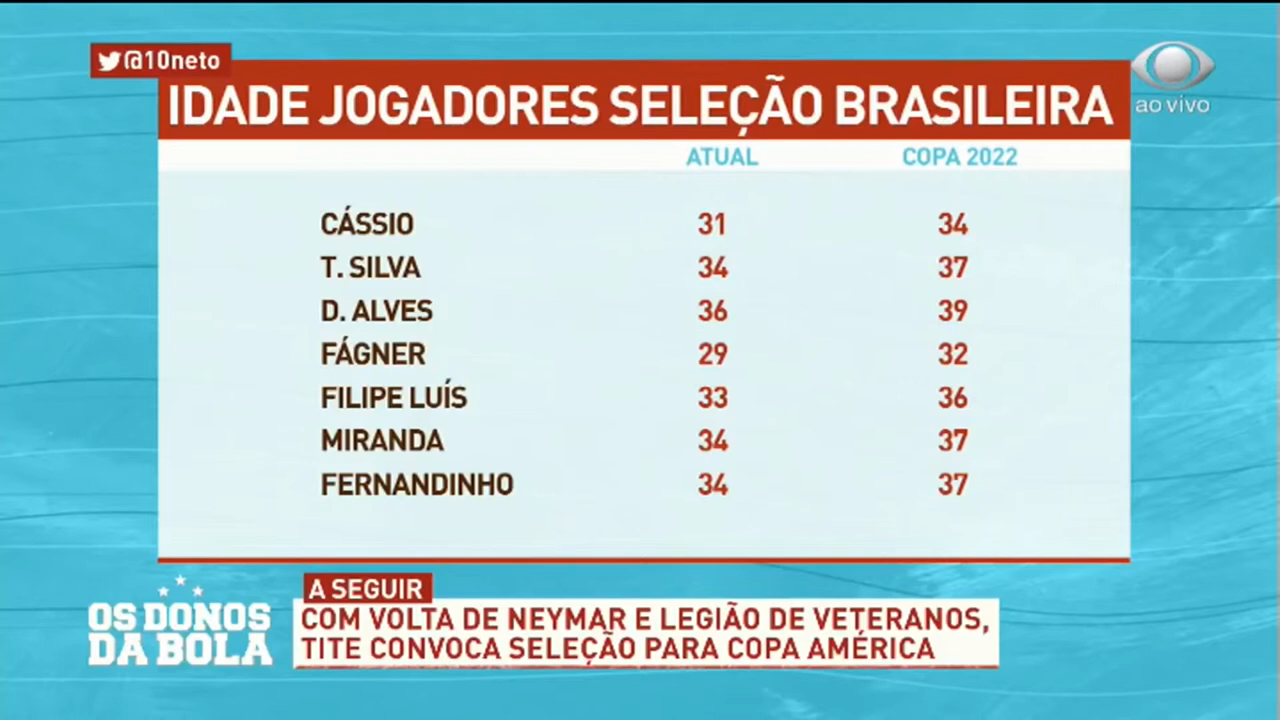 @10neto
IDADE JOGADORES SELEÇÃO BRASILEIRA
ao vivo
ATUAL COPA 2022
CÁSSIO 31 34
T. SILVA 34 37
D. ALVES 36 39
FÁGNER 29 32
FILIPE LUÍS 33 36
MIRANDA 34 37
FERNANDINHO 34 37
A SEGUIR
OS DONOS DA BOLA
COM VOLTA DE NEYMAR E LEGIÃO DE VETERANOS,
TITE CONVOCA SELEÇÃO PARA COPA AMÉRICA